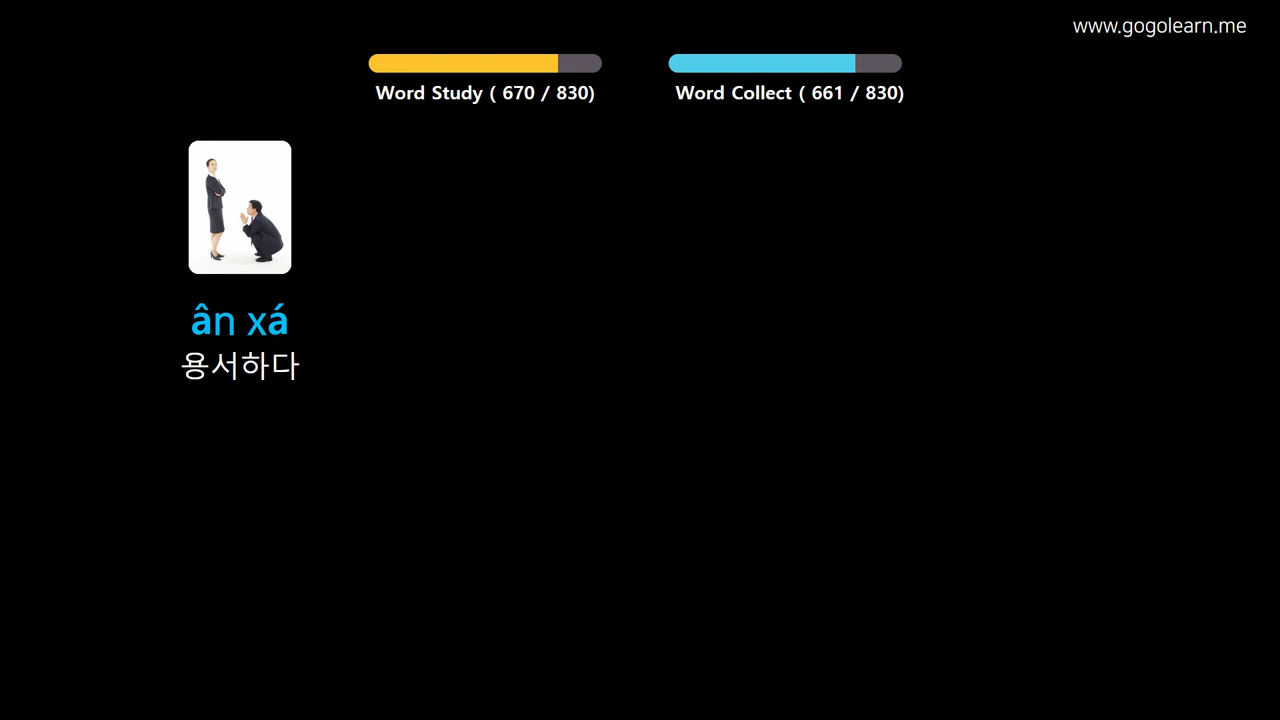 www.gogolearn.me
Word Study ( 670 / 830)
Word Collect ( 661 / 830)
ân xá
용서하다